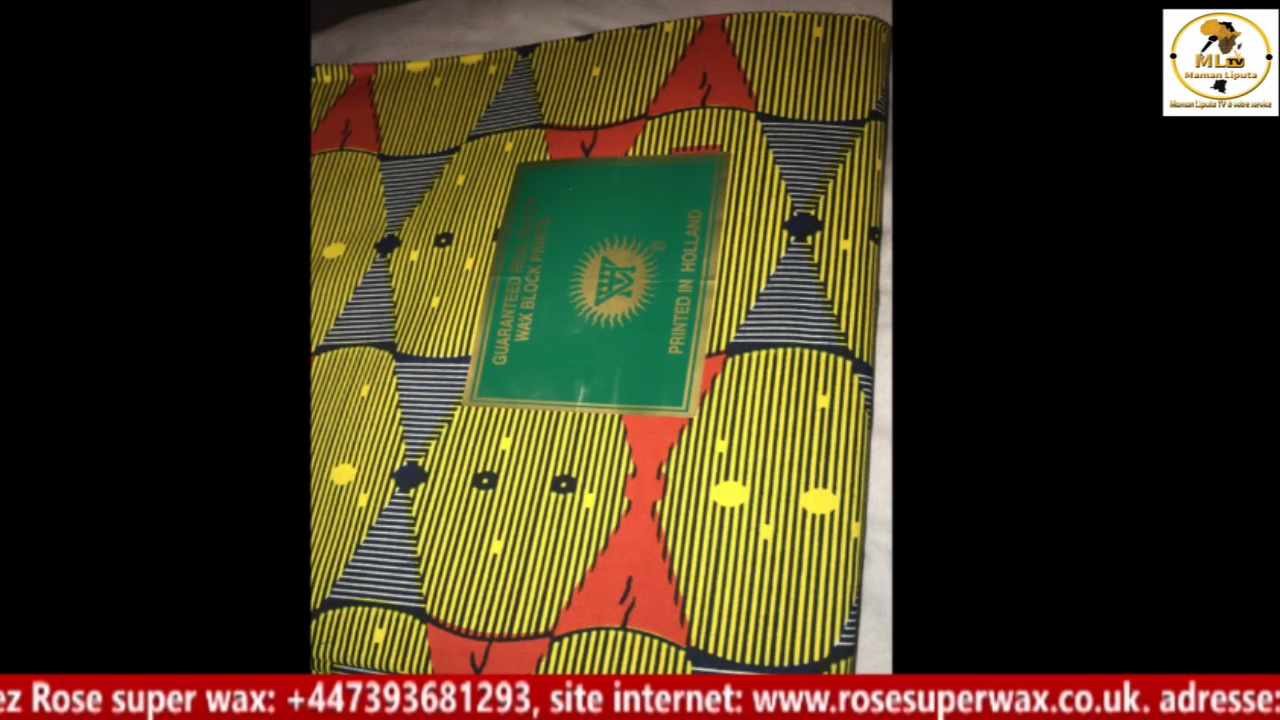 ML TV
Maman Liputa
Maman Liputa TV à votre service
GUARANTEED REAL
WAX BLOCK PRINTS
®
PRINTED IN HOLLAND
ez Rose super wax: +447393681293, site internet: www.rosesuperwax.co.uk. adresse: